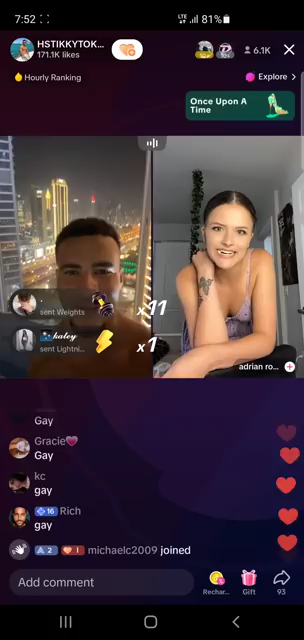 7:52
LTE
81%
HSTIKKYTOK...
171.1K likes
6.1K
Hourly Ranking
Explore >
Once Upon A
Time
sent Weights
x11
haley
sent Lightni...
x1
adrian ro...
Gay
Gracie
Gay
kc
gay
16 Rich
gay
2 1 michaelc2009 joined
Add comment
Rechar...
Gift
93